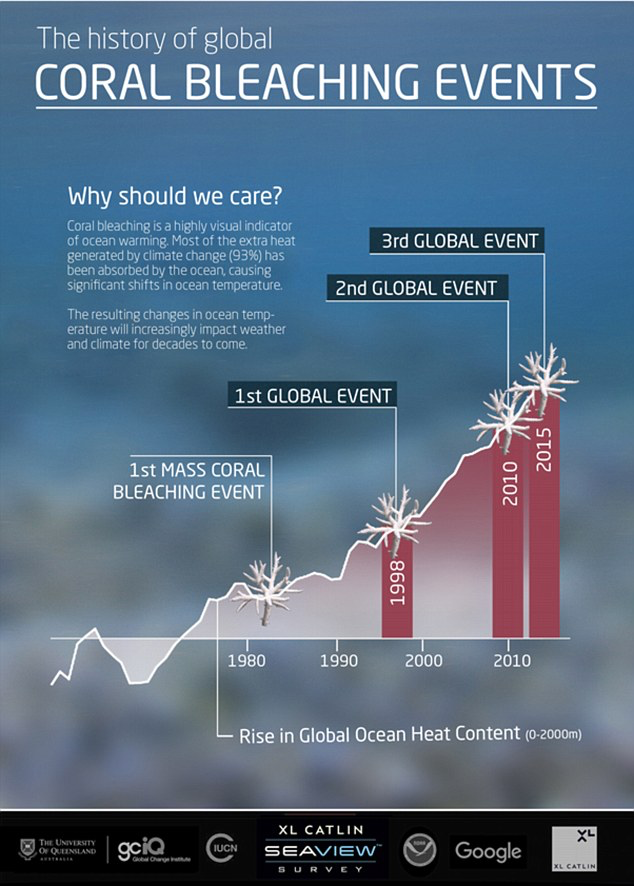 The history of global
CORAL BLEACHING EVENTS
Why should we care?
Coral bleaching is a highly visual indicator
of ocean warming. Most of the extra heat
generated by climate change (93%) has
been absorbed by the ocean, causing
significant shifts in ocean temperature.
The resulting changes in ocean temp-
erature will increasingly impact weather
and climate for decades to come.
3rd GLOBAL EVENT
2nd GLOBAL EVENT
1st GLOBAL EVENT
1st MASS CORAL
BLEACHING EVENT
1998
2010
2015
1980
1990
2000
2010
Rise in Global Ocean Heat Content (0-2000m)
THE UNIVERSITY
OF QUEENSLAND
AUSTRALIA
gciQ
Global Change Institute
IUCN
XL CATLIN
SEAVIEW™
SURVEY
NOAA
Google
XL
XL CATLIN